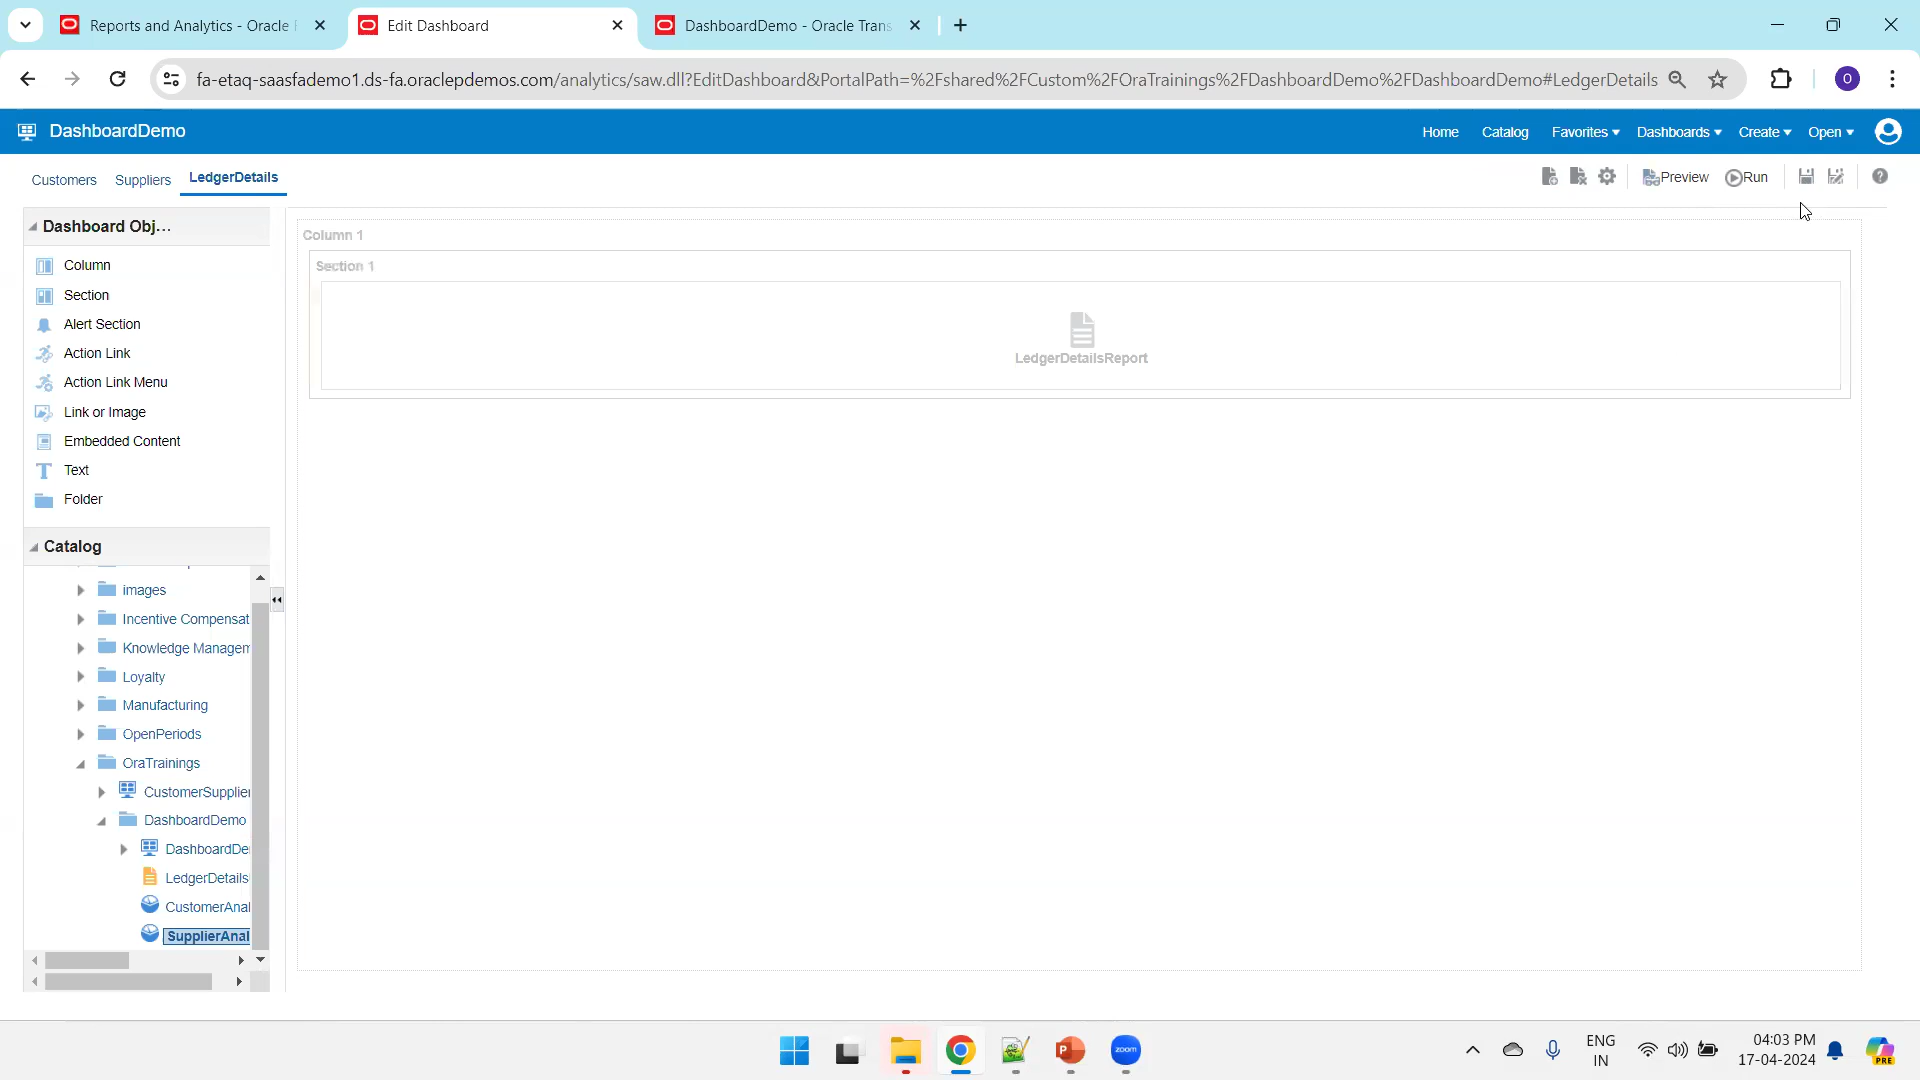 Reports and Analytics - Oracle F
Edit Dashboard
DashboardDemo - Oracle Trans
fa-etaq-saasfademo1.ds-fa.oraclepdemos.com/analytics/saw.dll?EditDashboard&PortalPath=%2Fshared%2FCustom%2FOraTrainings%2FDashboardDemo%2FDashboardDemo#LedgerDetails
O
DashboardDemo
Home
Catalog
Favorites
Dashboards
Create
Open
Customers
Suppliers
LedgerDetails
Preview
Run
Dashboard Obj...
Column
Section
Alert Section
Action Link
Action Link Menu
Link or Image
Embedded Content
Text
Folder
Column 1
Section 1
LedgerDetailsReport
Catalog
images
Incentive Compensat
Knowledge Managem
Loyalty
Manufacturing
OpenPeriods
OraTrainings
CustomerSupplier
DashboardDemo
DashboardDe
LedgerDetails
CustomerAnal
SupplierAnal
zoom
ENG
IN
04:03 PM
17-04-2024
PRE